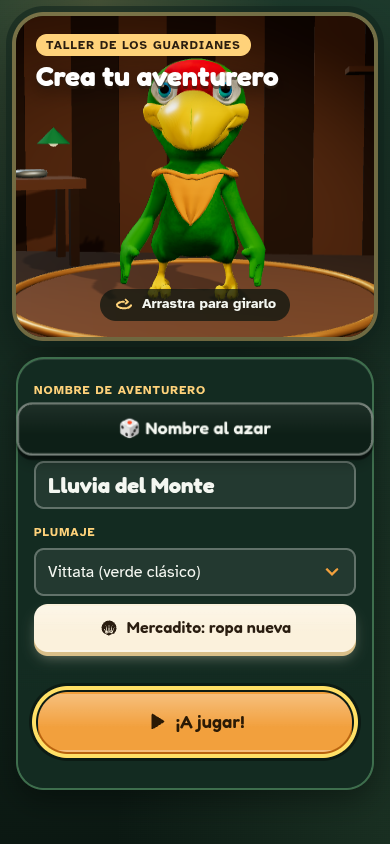 TALLER DE LOS GUARDIANES
Crea tu aventurero
Arrastra para girarlo
NOMBRE DE AVENTURERO
🎲 Nombre al azar
Lluvia del Monte
PLUMAJE
Vittata (verde clásico)
Mercadito: ropa nueva
¡A jugar!